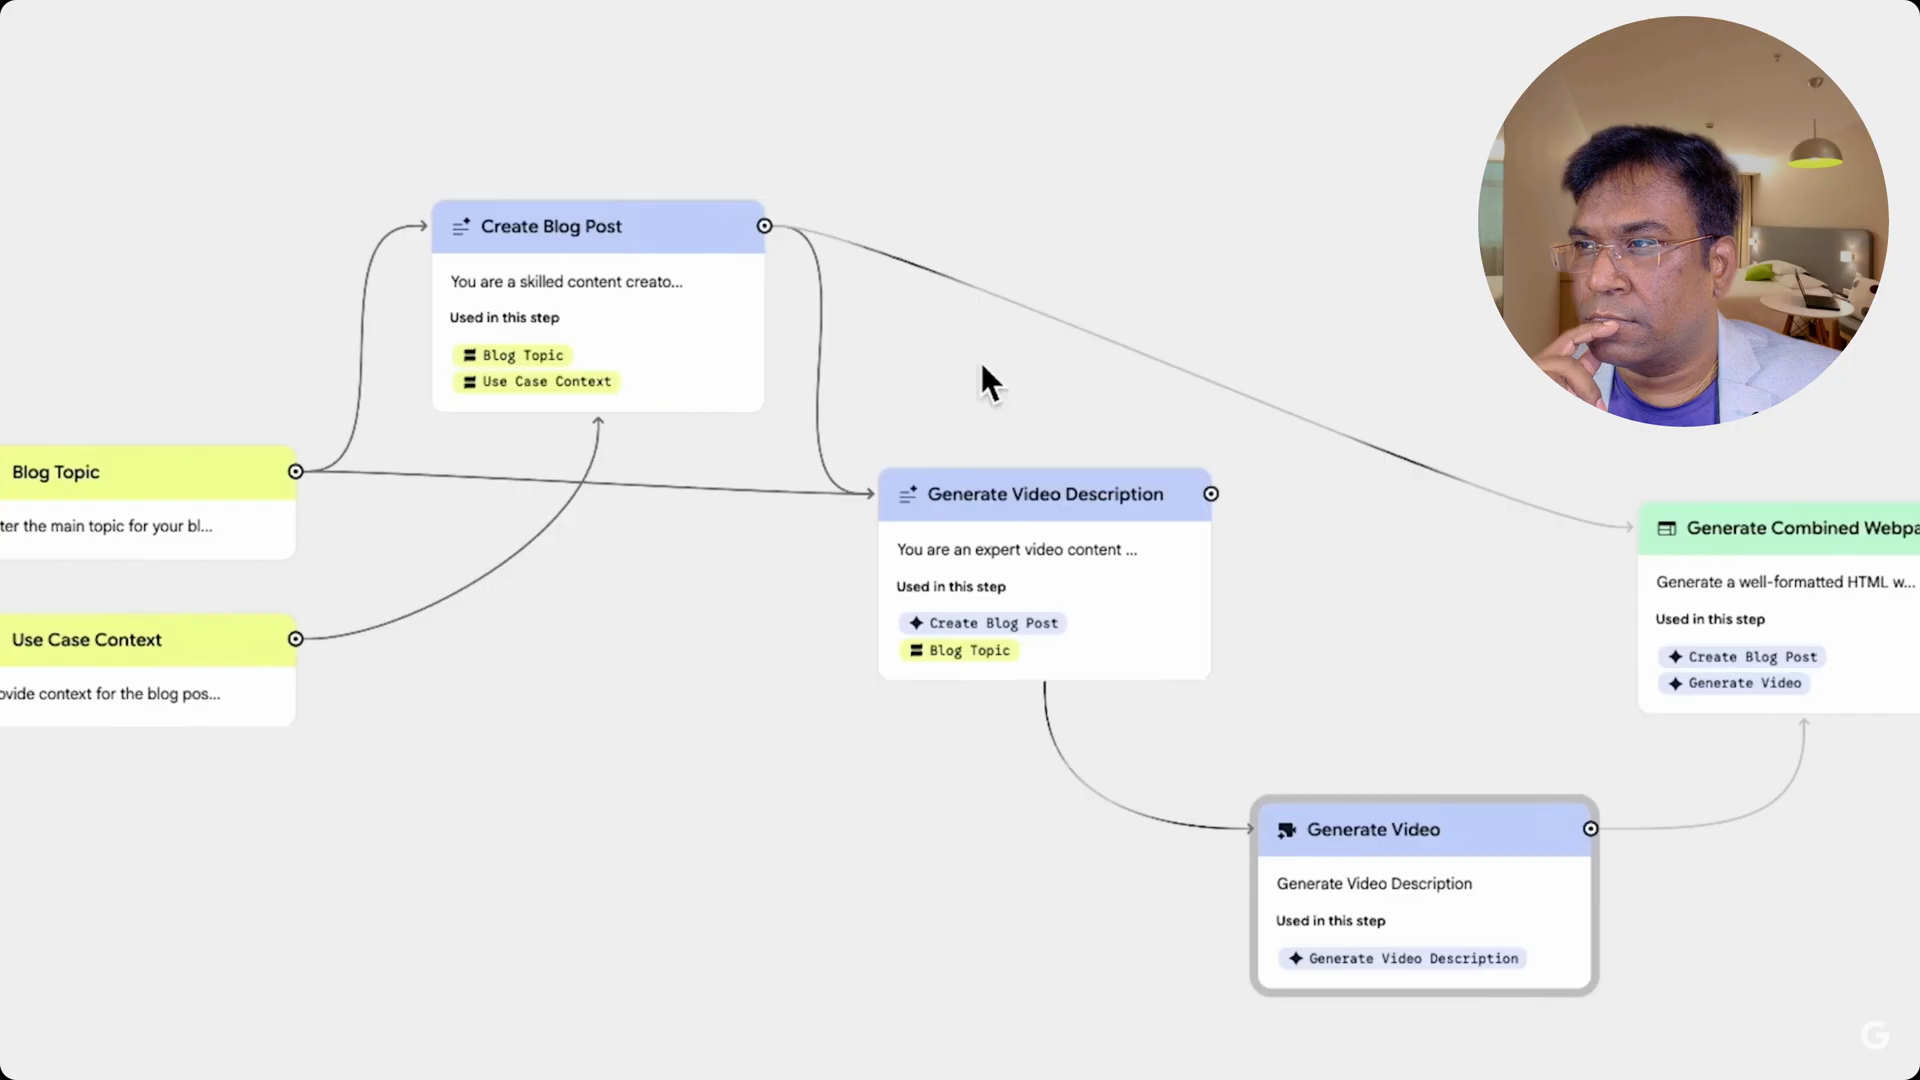 Create Blog Post
You are a skilled content creato...
Used in this step
Blog Topic
Use Case Context
Blog Topic
ter the main topic for your bl...
Use Case Context
ovide context for the blog pos...
Generate Video Description
You are an expert video content ...
Used in this step
Create Blog Post
Blog Topic
Generate Combined Webpa
Generate a well-formatted HTML w...
Used in this step
Create Blog Post
Generate Video
Generate Video
Generate Video Description
Used in this step
Generate Video Description
G